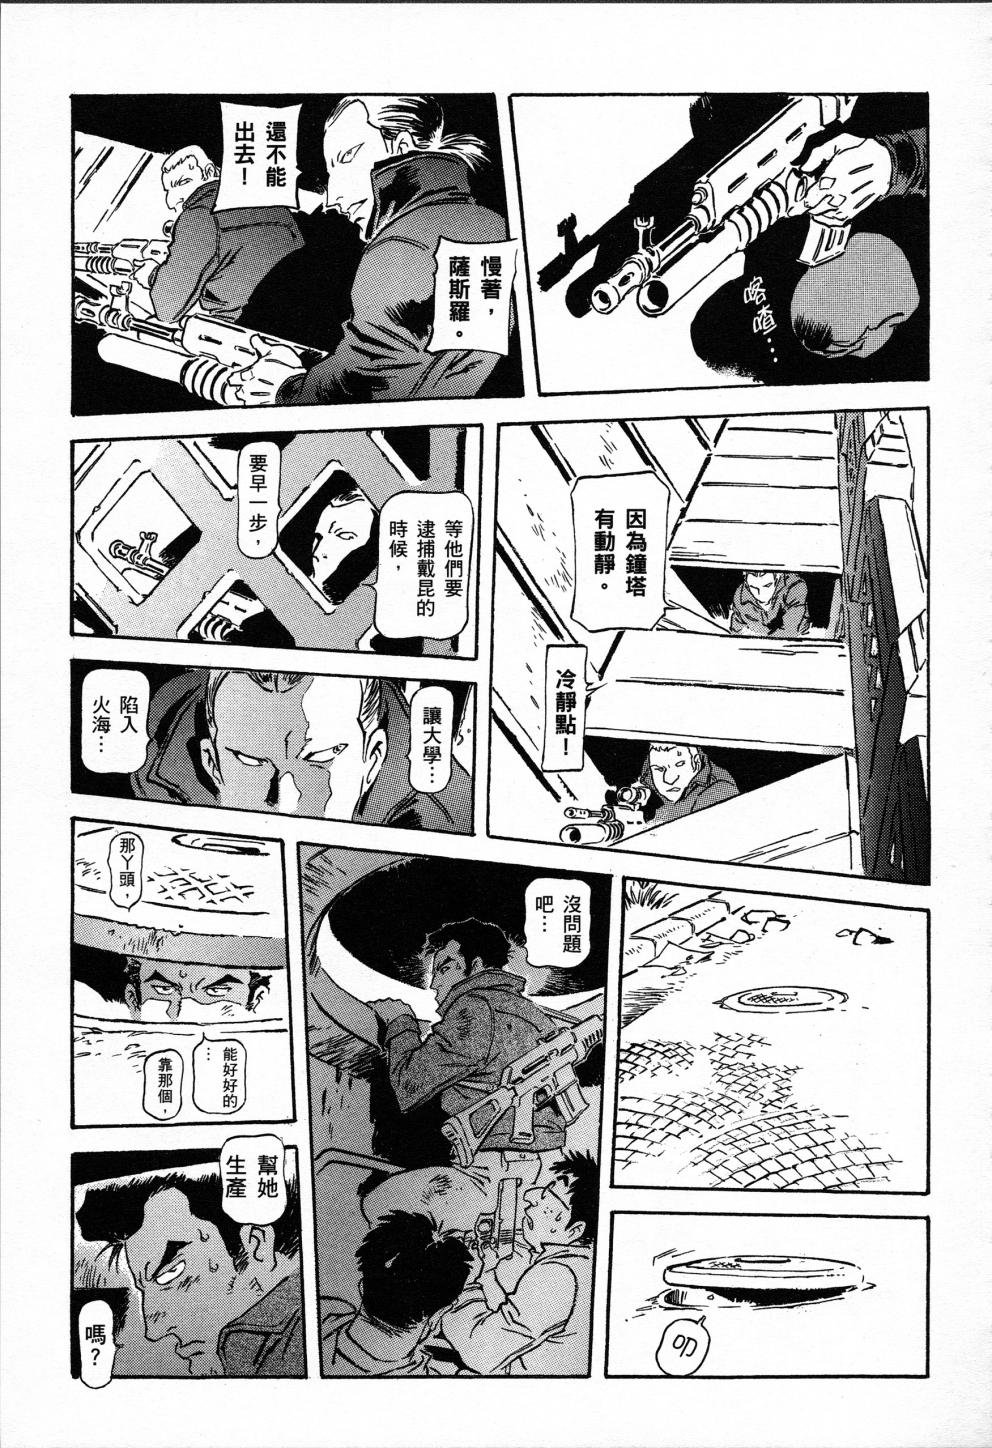 喀喳…
慢著，
薩斯羅。
還不能
出去！
因為鐘塔
有動靜。
冷靜點！
等他們要
逮捕戴昆的
時候，
要早一步，
讓大學…
陷入
火海…
叩
沒問題
吧…
那丫頭，
能好好的
…
靠那個，
幫她
生產
嗎？